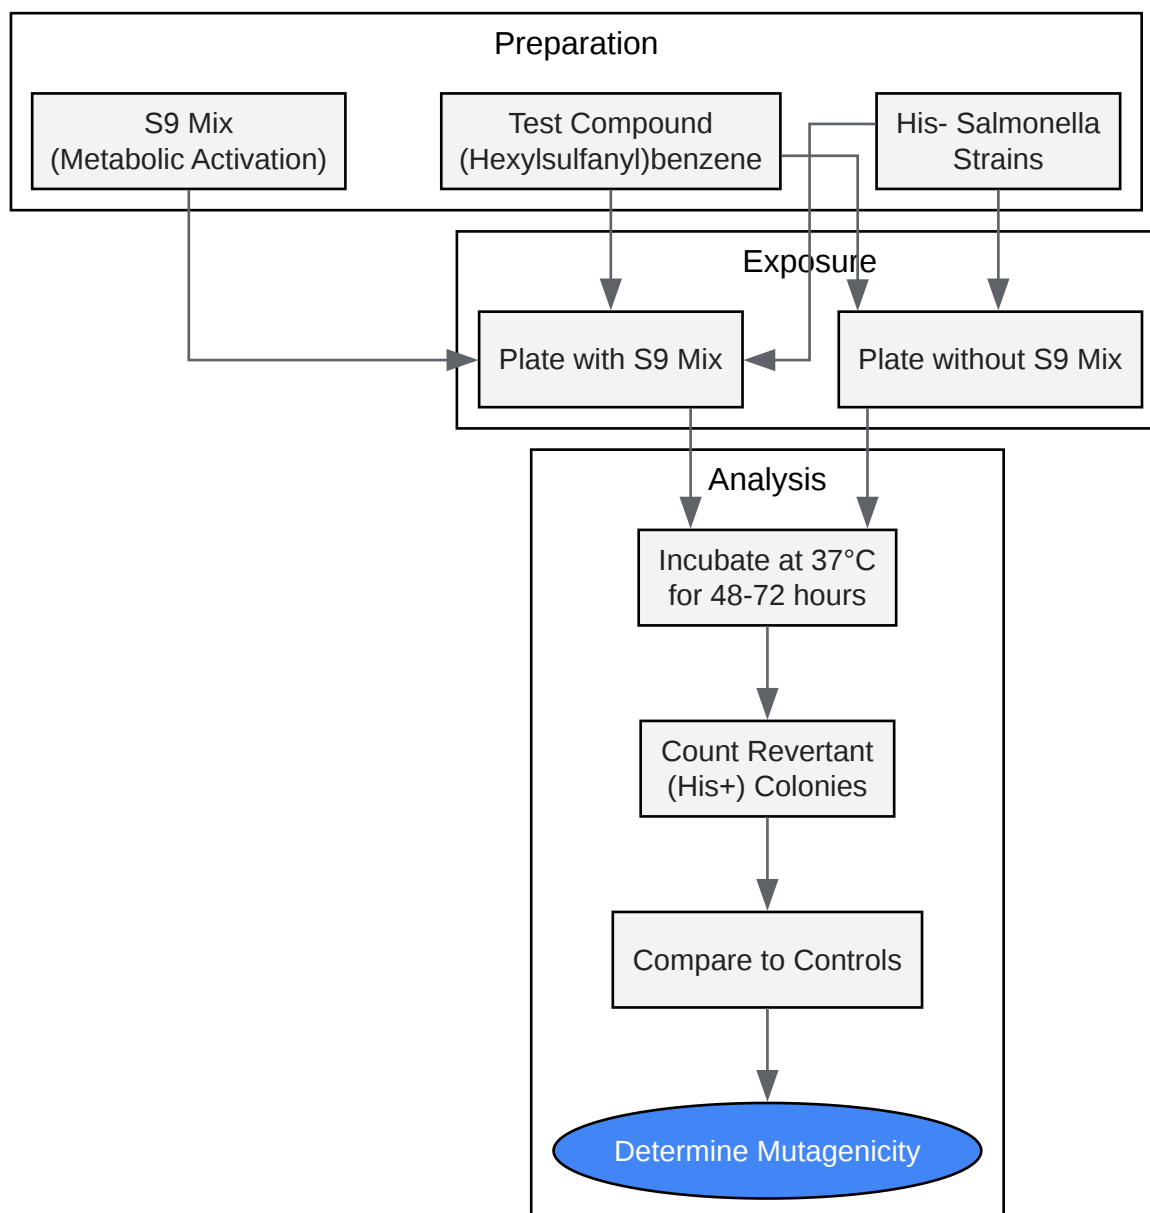 Preparation
S9 Mix
(Metabolic Activation)
Test Compound
(Hexylsulfanyl)benzene
His- Salmonella
Strains
Exposure
Plate with S9 Mix
Plate without S9 Mix
Analysis
Incubate at 37°C
for 48-72 hours
Count Revertant
(His+) Colonies
Compare to Controls
Determine Mutagenicity